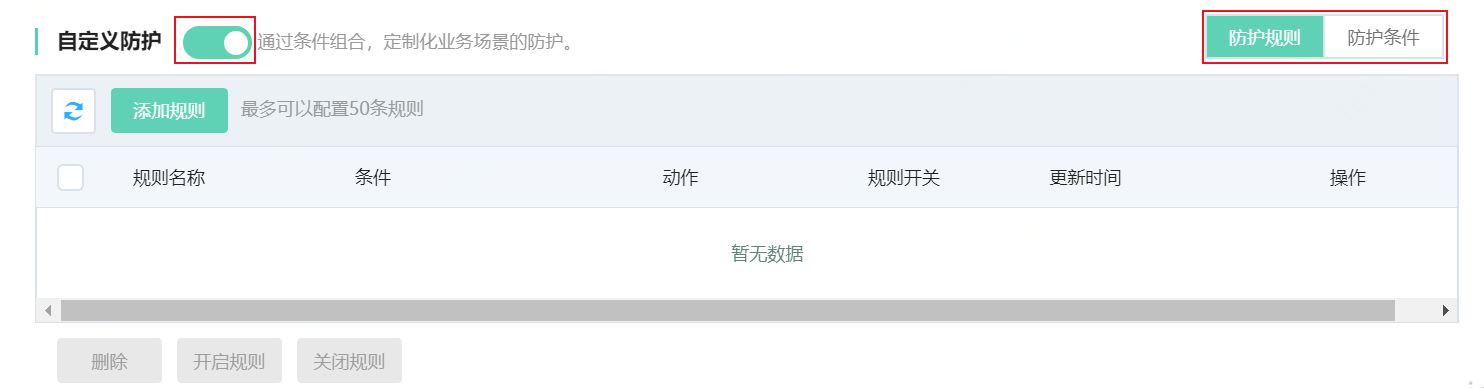 自定义防护 通过条件组合，定制化业务场景的防护。 防护规则 防护条件
添加规则 最多可以配置50条规则
规则名称 条件 动作 规则开关 更新时间 操作
暂无数据
删除 开启规则 关闭规则